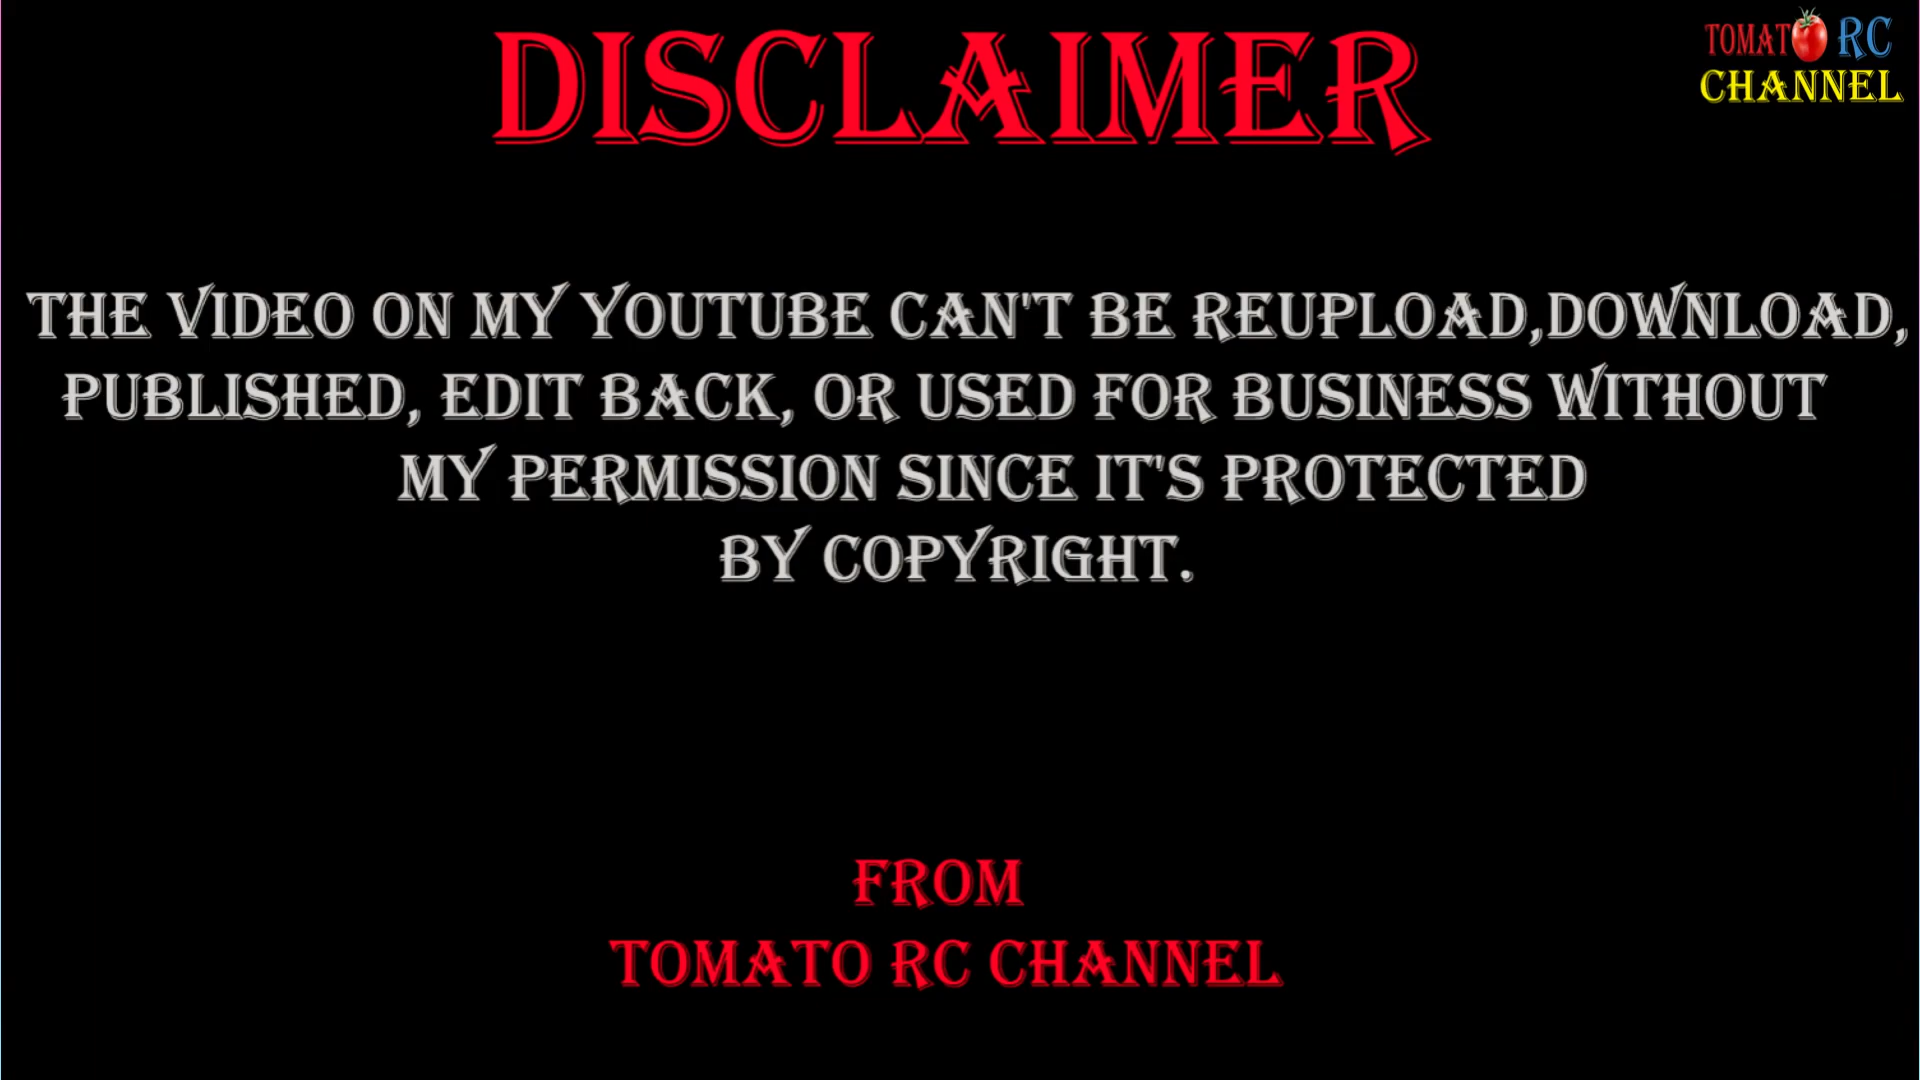 DISCLAIMER
TOMATO RC
CHANNEL
THE VIDEO ON MY YOUTUBE CAN'T BE REUPLOAD,DOWNLOAD,
PUBLISHED, EDIT BACK, OR USED FOR BUSINESS WITHOUT
MY PERMISSION SINCE IT'S PROTECTED
BY COPYRIGHT.
FROM
TOMATO RC CHANNEL